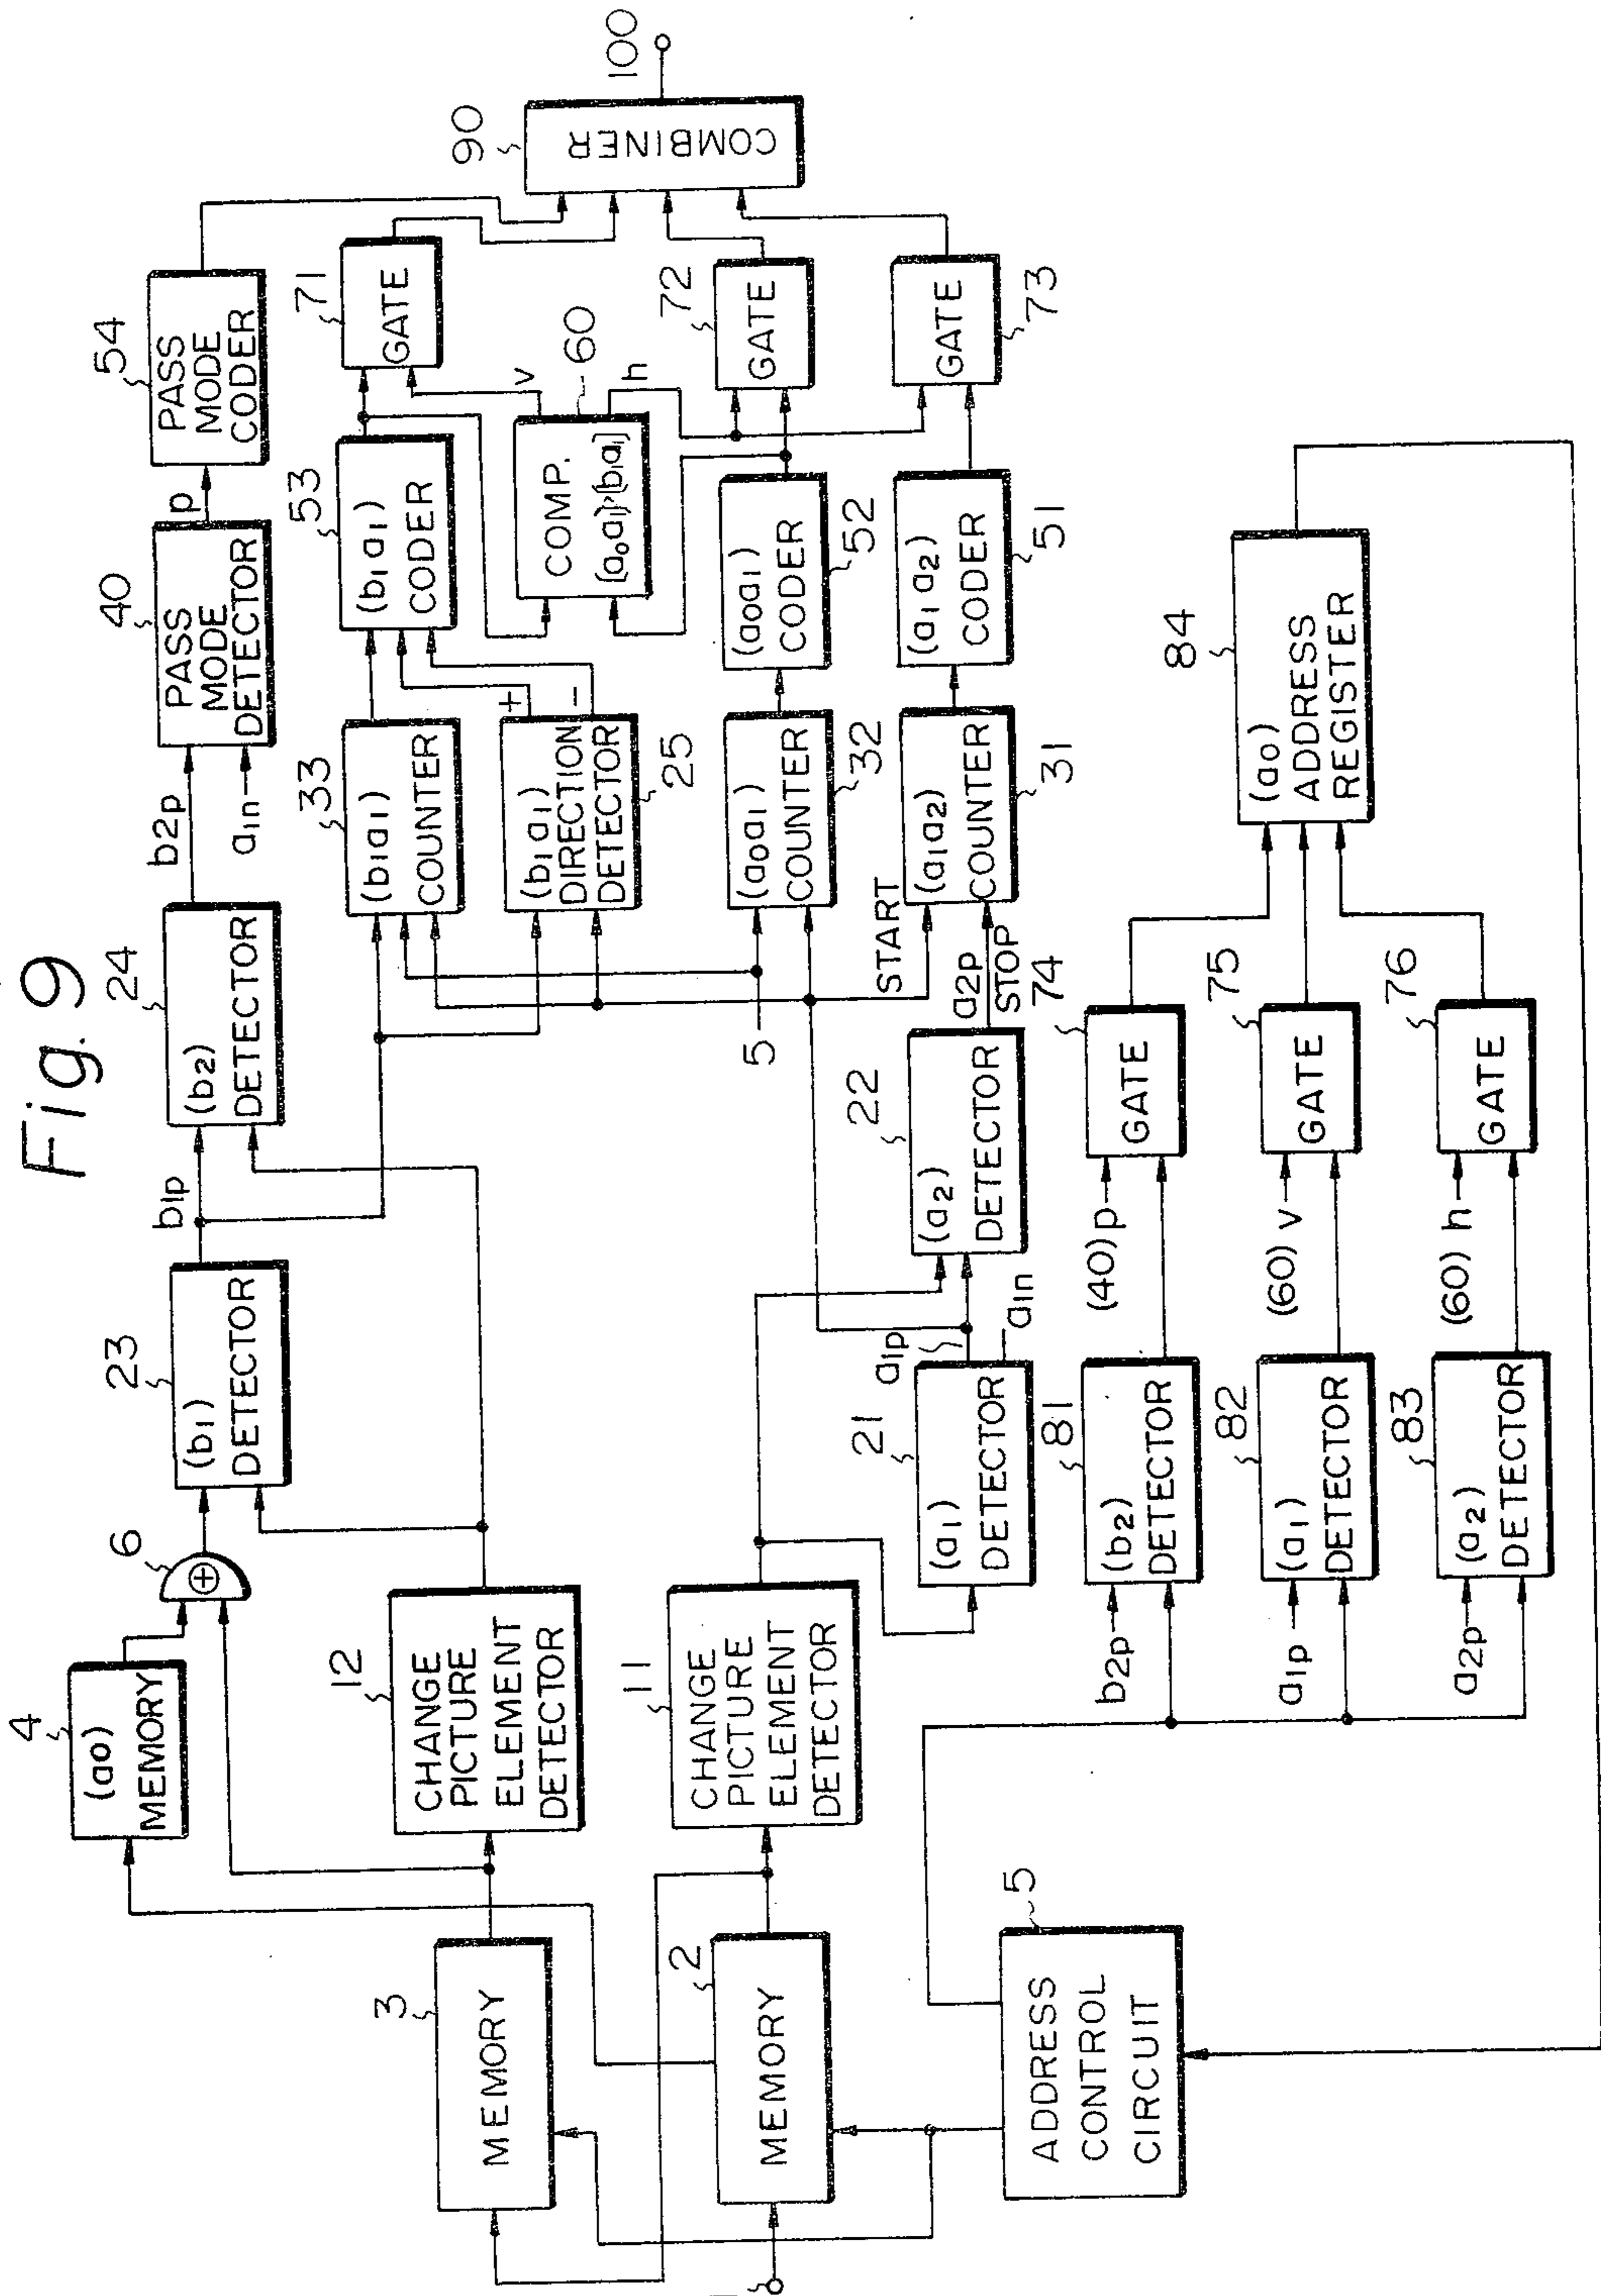 Fig. 9
4
(a0)
MEMORY
6
⊕
23
(b1)
DETECTOR
b1p
24
(b2)
DETECTOR
b2p
a1n
40
PASS
MODE
DETECTOR
p
54
PASS
MODE
CODER
3
MEMORY
12
CHANGE
PICTURE
ELEMENT
DETECTOR
33
(b1a1)
COUNTER
53
(b1a1)
CODER
71
GATE
90
COMBINER
100
(b1a1)
DIRECTION
DETECTOR
25
+
-
COMP.
[a0a1]>[b1a1]
60
v
h
2
MEMORY
11
CHANGE
PICTURE
ELEMENT
DETECTOR
5
(a0a1)
COUNTER
32
(a0a1)
CODER
52
72
GATE
21
(a1)
DETECTOR
a1p
a1n
22
(a2)
DETECTOR
a2p
START
STOP
(a1a2)
COUNTER
31
(a1a2)
CODER
51
GATE
73
5
ADDRESS
CONTROL
CIRCUIT
b2p
81
(b2)
DETECTOR
(40) p
74
GATE
a1p
82
(a1)
DETECTOR
(60) v
75
GATE
a2p
83
(a2)
DETECTOR
(60) h
76
GATE
84
(a0)
ADDRESS
REGISTER